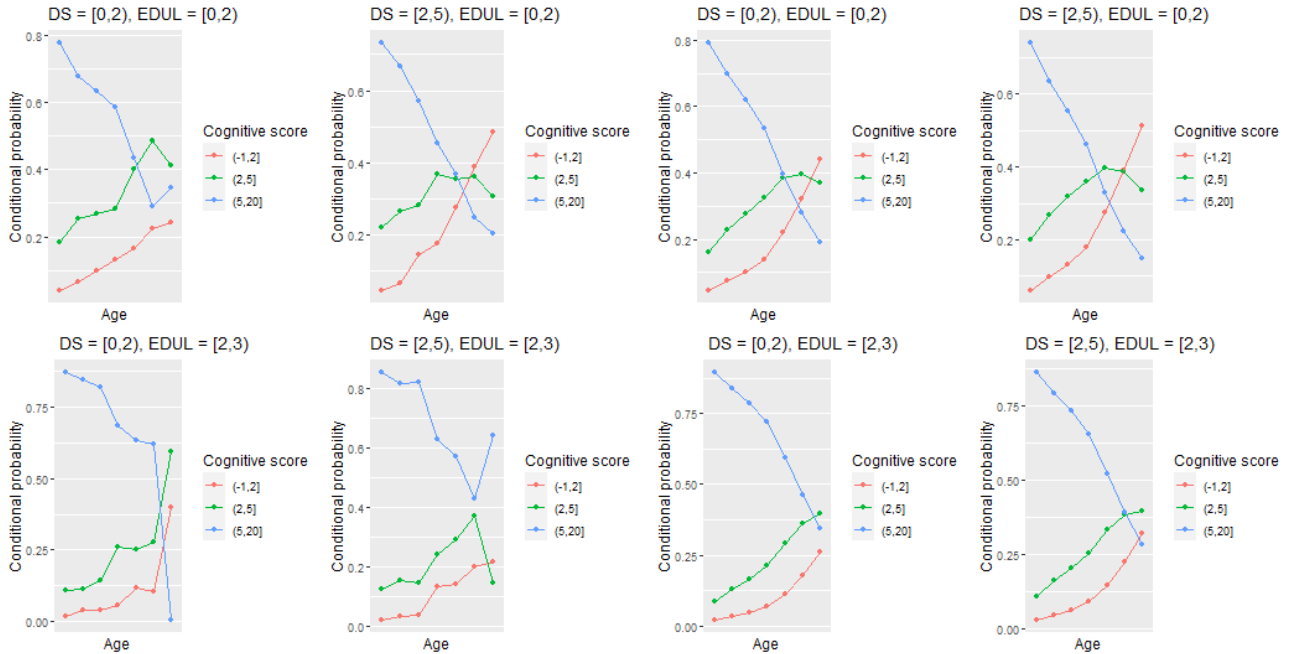 DS = [0,2), EDUL = [0,2)
0.8
0.6
0.4
0.2
Conditional probability
Age
Cognitive score
(-1,2]
(2,5]
(5,20]
DS = [2,5), EDUL = [0,2)
0.6
0.4
0.2
Conditional probability
Age
Cognitive score
(-1,2]
(2,5]
(5,20]
DS = [0,2), EDUL = [0,2)
0.8
0.6
0.4
0.2
Conditional probability
Age
Cognitive score
(-1,2]
(2,5]
(5,20]
DS = [2,5), EDUL = [0,2)
0.6
0.4
0.2
Conditional probability
Age
Cognitive score
(-1,2]
(2,5]
(5,20]
DS = [0,2), EDUL = [2,3)
0.75
0.50
0.25
0.00
Conditional probability
Age
Cognitive score
(-1,2]
(2,5]
(5,20]
DS = [2,5), EDUL = [2,3)
0.8
0.6
0.4
0.2
0.0
Conditional probability
Age
Cognitive score
(-1,2]
(2,5]
(5,20]
DS = [0,2), EDUL = [2,3)
0.75
0.50
0.25
0.00
Conditional probability
Age
Cognitive score
(-1,2]
(2,5]
(5,20]
DS = [2,5), EDUL = [2,3)
0.75
0.50
0.25
0.00
Conditional probability
Age
Cognitive score
(-1,2]
(2,5]
(5,20]